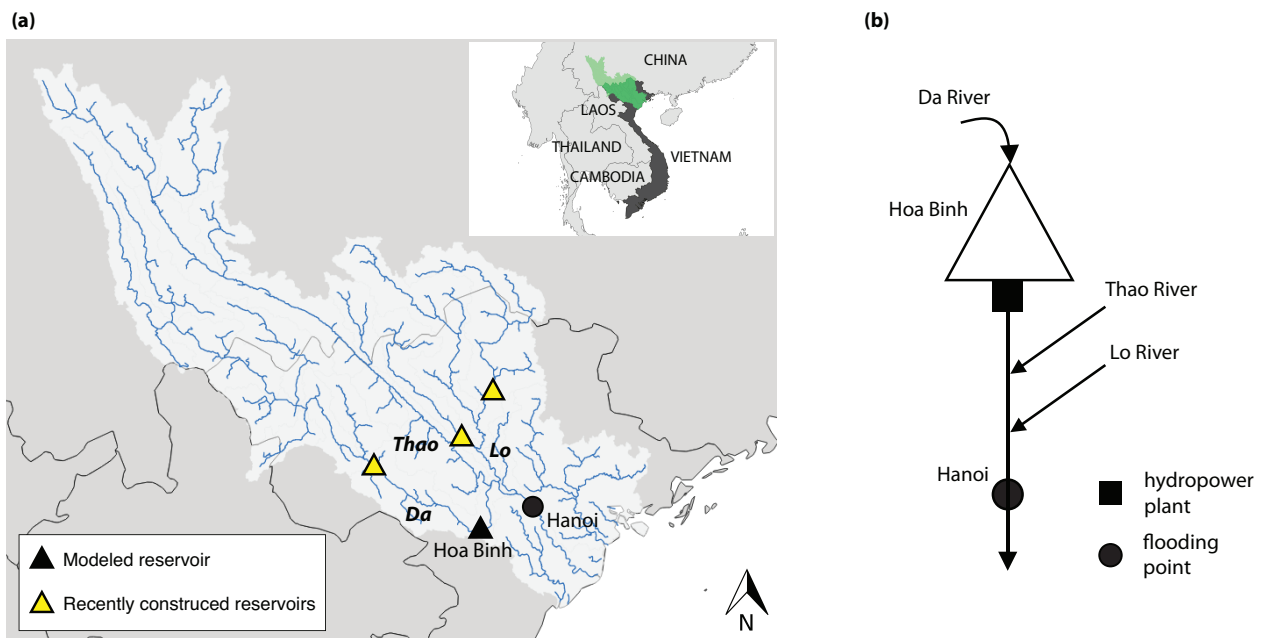 (a)
CHINA
LAOS
THAILAND
VIETNAM
CAMBODIA
Thao
Lo
Da
Hanoi
Hoa Binh
Modeled reservoir
Recently construced reservoirs
N
(b)
Da River
Hoa Binh
Thao River
Lo River
Hanoi
hydropower
plant
flooding
point